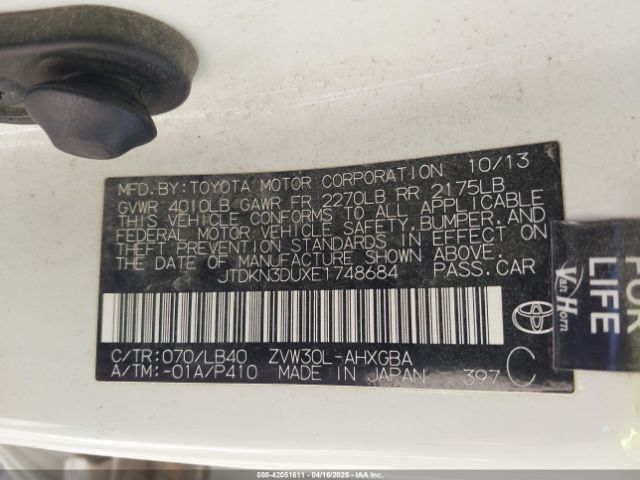 MFD. BY: TOYOTA MOTOR CORPORATION 10/13
GVWR 4010LB GAWR FR 2270LB RR 2175LB
THIS VEHICLE CONFORMS TO ALL APPLICABLE
FEDERAL MOTOR VEHICLE SAFETY, BUMPER, AND
THEFT PREVENTION STANDARDS IN EFFECT ON
THE DATE OF MANUFACTURE SHOWN ABOVE.
JTDKN3DUXE1748684 PASS. CAR
C/TR: 070/LB40 ZVW30L-AHXGBA
A/TM: -01A/P410 MADE IN JAPAN 397 C
Van Horn
FOR
LIFE
000-42051611 - 04/16/2025 - IAAI, Inc.